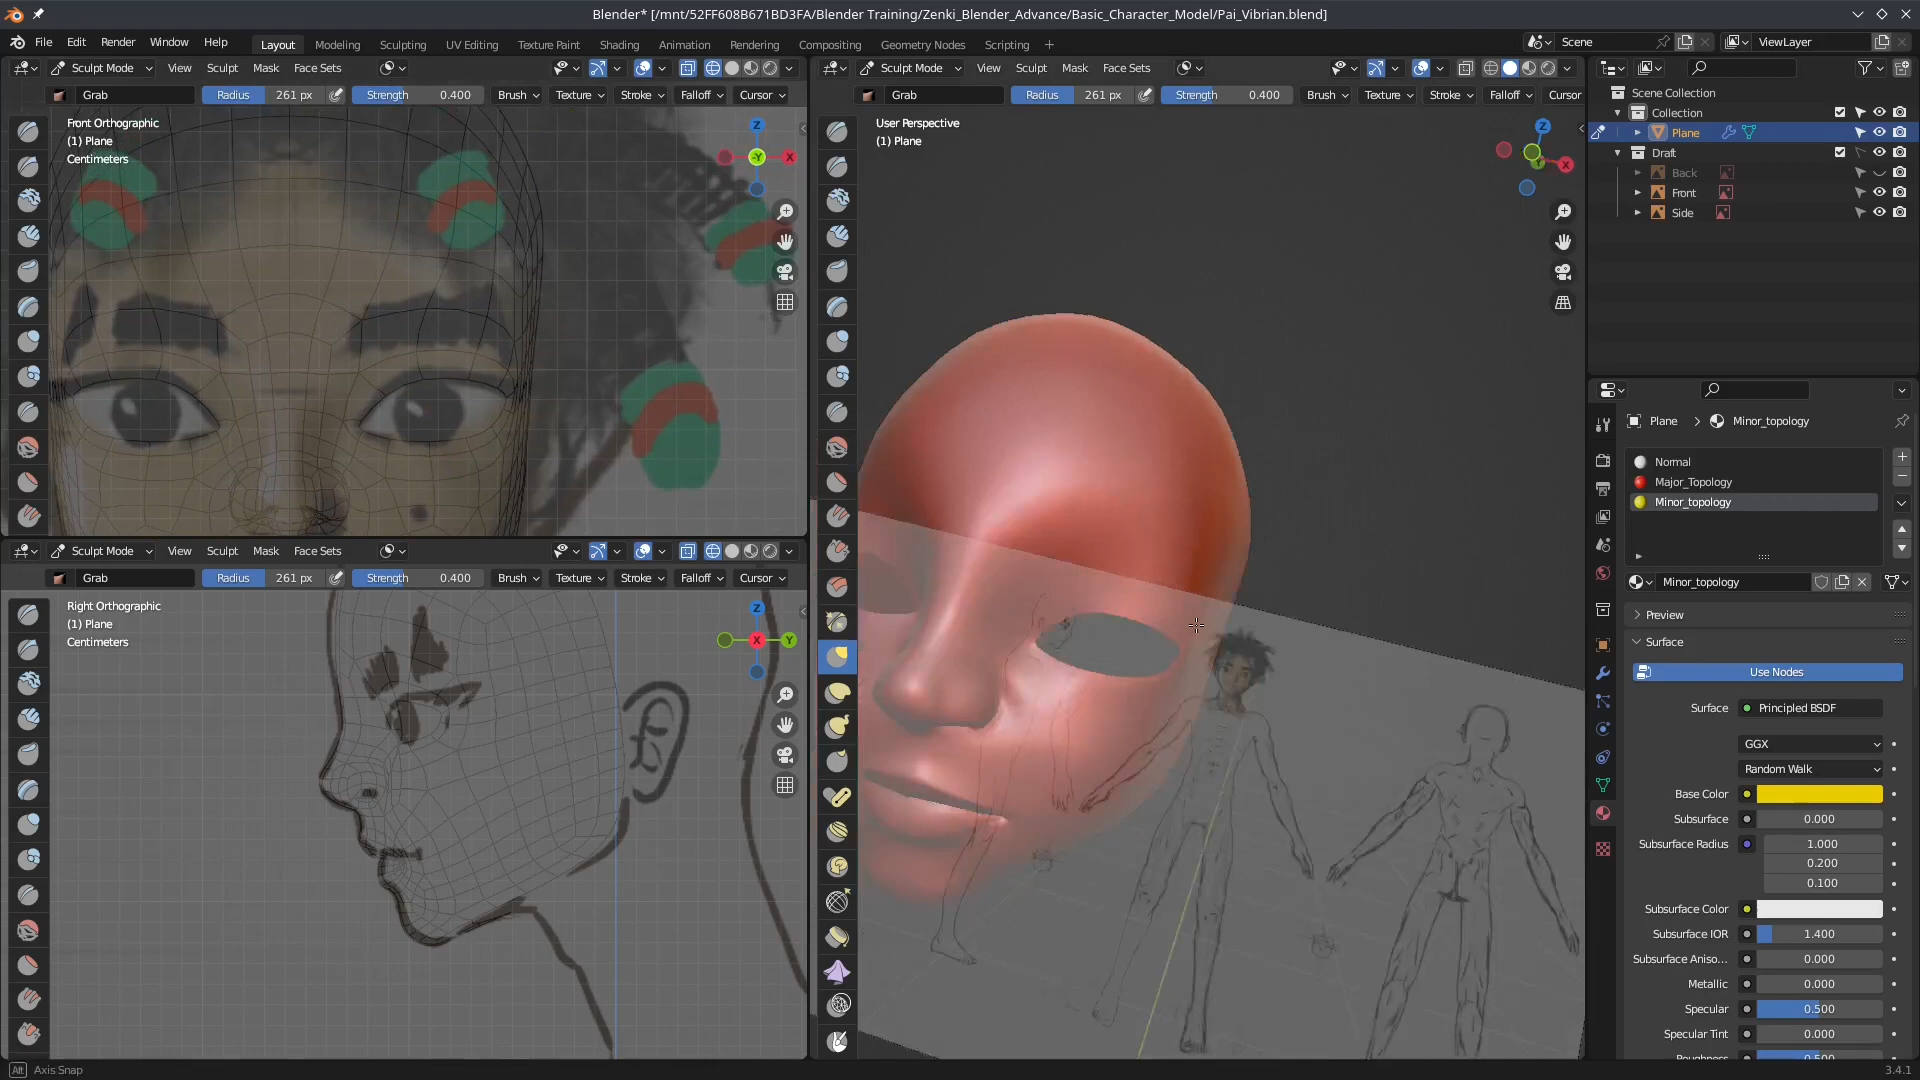 Blender* [/mnt/52FF608B671BD3FA/Blender Training/Zenki_Blender_Advance/Basic_Character_Model/Pai_Vibrian.blend]
File Edit Render Window Help Layout Modeling Sculpting UV Editing Texture Paint Shading Animation Rendering Compositing Geometry Nodes Scripting + Scene ViewLayer
Sculpt Mode View Sculpt Mask Face Sets
Grab Radius 261 px Strength 0.400 Brush Texture Stroke Falloff Cursor
Front Orthographic
(1) Plane
Centimeters
Z
-Y X
Sculpt Mode View Sculpt Mask Face Sets
Grab Radius 261 px Strength 0.400 Brush Texture Stroke Falloff Cursor
Right Orthographic
(1) Plane
Centimeters
Z
X Y
Sculpt Mode View Sculpt Mask Face Sets
Grab Radius 261 px Strength 0.400 Brush Texture Stroke Falloff Cursor
User Perspective
(1) Plane
Z
X
Scene Collection
Collection
Plane
Draft
Back
Front
Side
Plane > Minor_topology
Normal
Major_Topology
Minor_topology
Minor_topology
Preview
Surface
Use Nodes
Surface Principled BSDF
GGX
Random Walk
Base Color
Subsurface 0.000
Subsurface Radius 1.000
0.200
0.100
Subsurface Color
Subsurface IOR 1.400
Subsurface Aniso... 0.000
Metallic 0.000
Specular 0.500
Specular Tint 0.000
Roughness 0.500
Alt Axis Snap
3.4.1